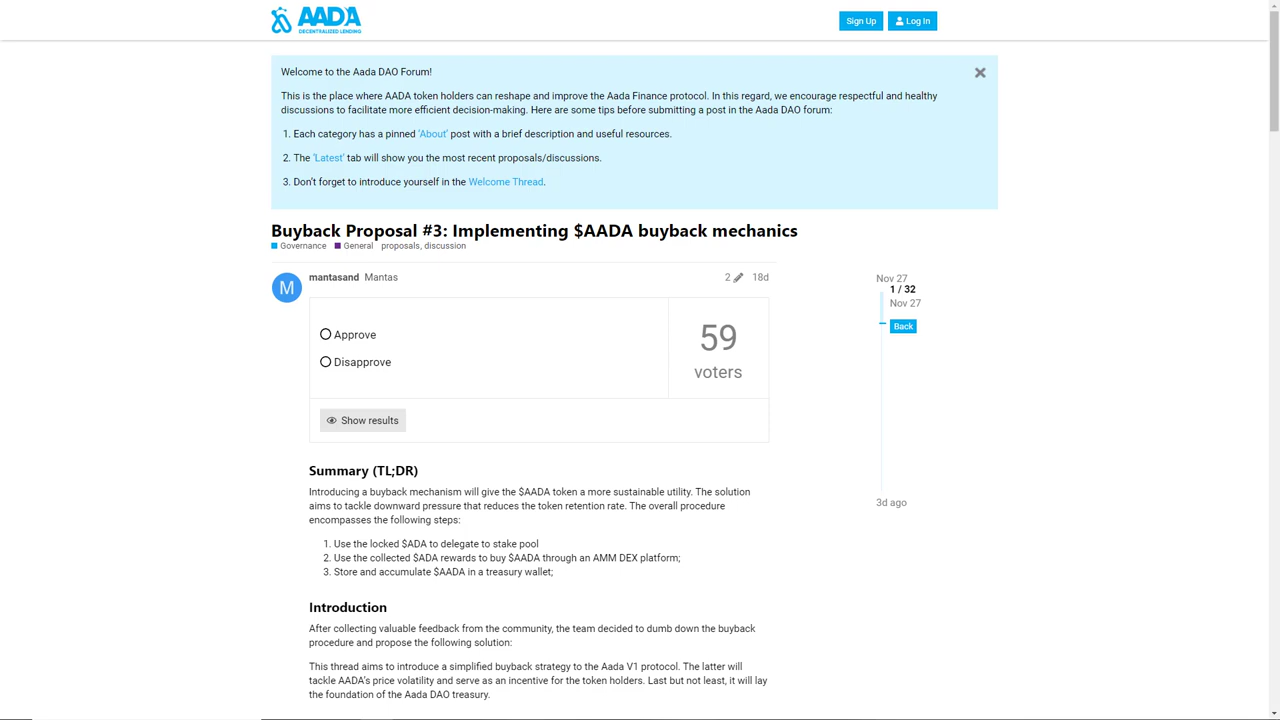 AADA
DECENTRALIZED LENDING
Sign Up
Log In
Welcome to the Aada DAO Forum!
This is the place where AADA token holders can reshape and improve the Aada Finance protocol. In this regard, we encourage respectful and healthy
discussions to facilitate more efficient decision-making. Here are some tips before submitting a post in the Aada DAO forum:
1. Each category has a pinned 'About' post with a brief description and useful resources.
2. The 'Latest' tab will show you the most recent proposals/discussions.
3. Don't forget to introduce yourself in the Welcome Thread.
Buyback Proposal #3: Implementing $AADA buyback mechanics
Governance General proposals, discussion
M
mantasand Mantas
2
18d
Approve
Disapprove
59
voters
Show results
Nov 27
1 / 32
Nov 27
Back
3d ago
Summary (TL;DR)
Introducing a buyback mechanism will give the $AADA token a more sustainable utility. The solution
aims to tackle downward pressure that reduces the token retention rate. The overall procedure
encompasses the following steps:
1. Use the locked $ADA to delegate to stake pool
2. Use the collected $ADA rewards to buy $AADA through an AMM DEX platform;
3. Store and accumulate $AADA in a treasury wallet;
Introduction
After collecting valuable feedback from the community, the team decided to dumb down the buyback
procedure and propose the following solution:
This thread aims to introduce a simplified buyback strategy to the Aada V1 protocol. The latter will
tackle AADA's price volatility and serve as an incentive for the token holders. Last but not least, it will lay
the foundation of the Aada DAO treasury.